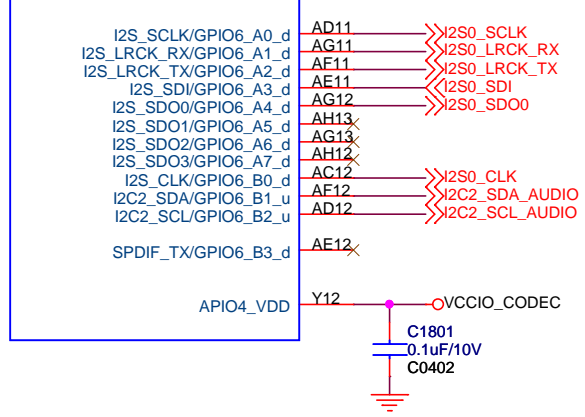 I2S_SCLK/GPIO6_A0_d AD11 I2S0_SCLK
I2S_LRCK_RX/GPIO6_A1_d AG11 I2S0_LRCK_RX
I2S_LRCK_TX/GPIO6_A2_d AF11 I2S0_LRCK_TX
I2S_SDI/GPIO6_A3_d AE11 I2S0_SDI
I2S_SDO0/GPIO6_A4_d AG12 I2S0_SDO0
I2S_SDO1/GPIO6_A5_d AH13
I2S_SDO2/GPIO6_A6_d AG13
I2S_SDO3/GPIO6_A7_d AH12
I2S_CLK/GPIO6_B0_d AC12 I2S0_CLK
I2C2_SDA/GPIO6_B1_u AF12 I2C2_SDA_AUDIO
I2C2_SCL/GPIO6_B2_u AD12 I2C2_SCL_AUDIO
SPDIF_TX/GPIO6_B3_d AE12
APIO4_VDD Y12 VCCIO_CODEC
C1801
0.1uF/10V
C0402